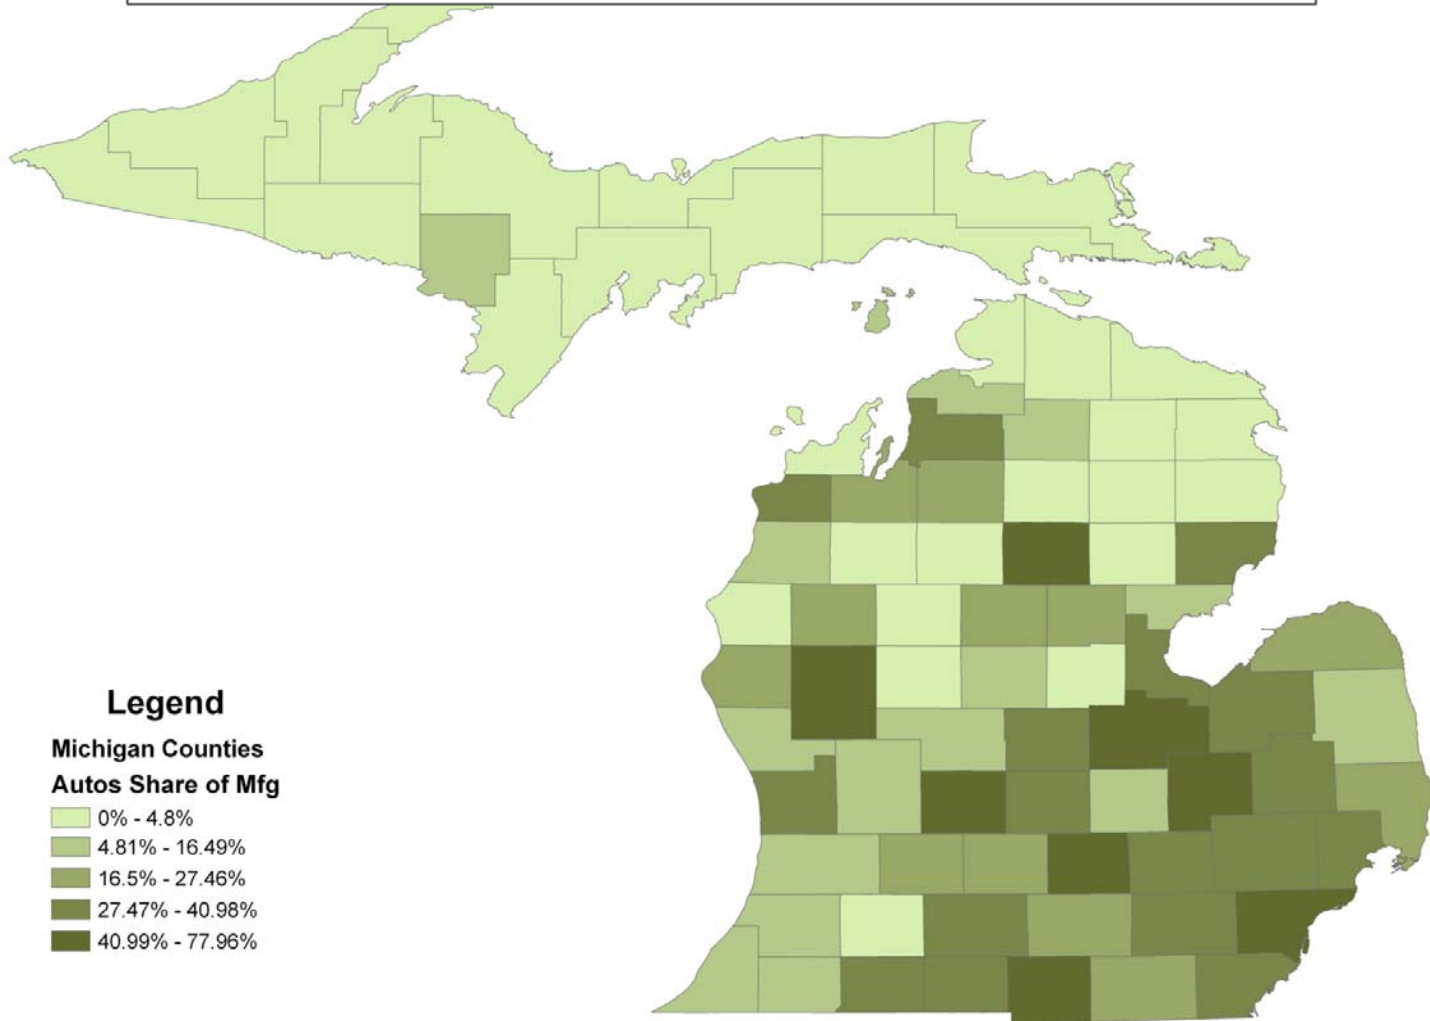 Legend
Michigan Counties
Autos Share of Mfg
0% - 4.8%
4.81% - 16.49%
16.5% - 27.46%
27.47% - 40.98%
40.99% - 77.96%